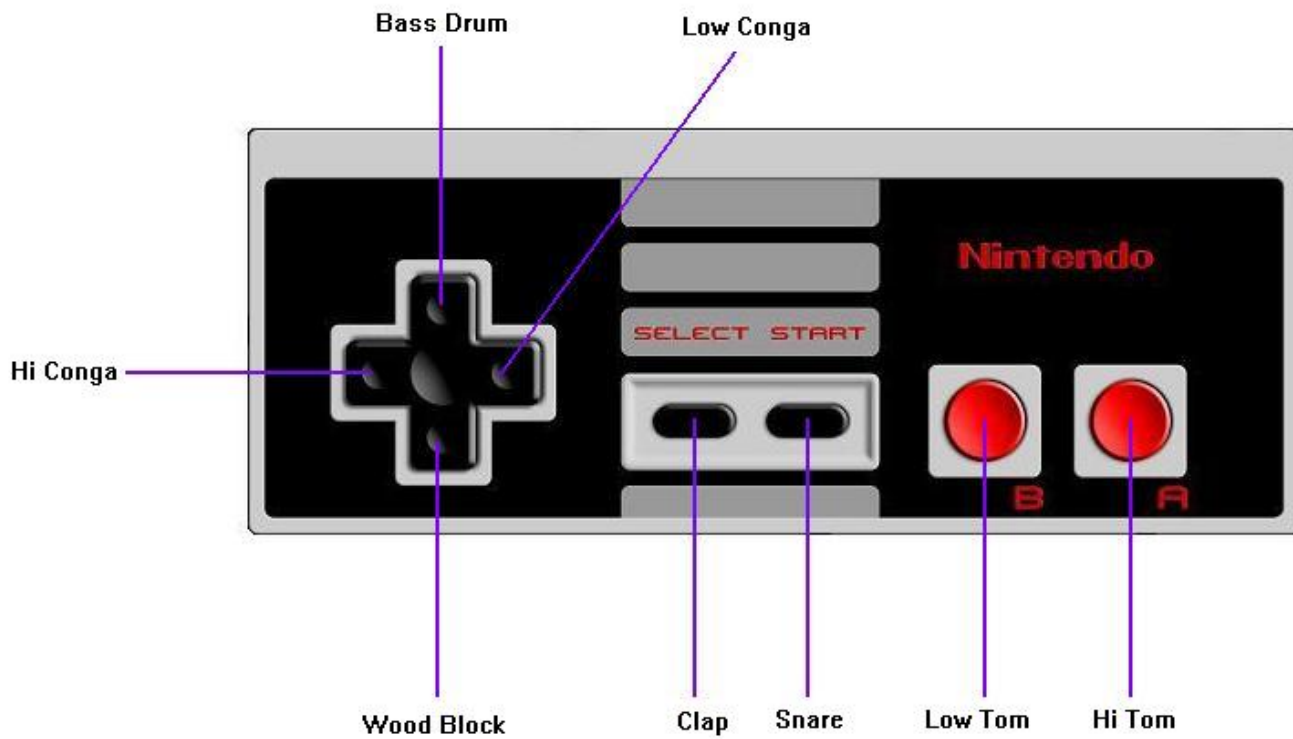 Bass Drum
Low Conga
Nintendo
SELECT START
Hi Conga
B A
Wood Block
Clap
Snare
Low Tom
Hi Tom